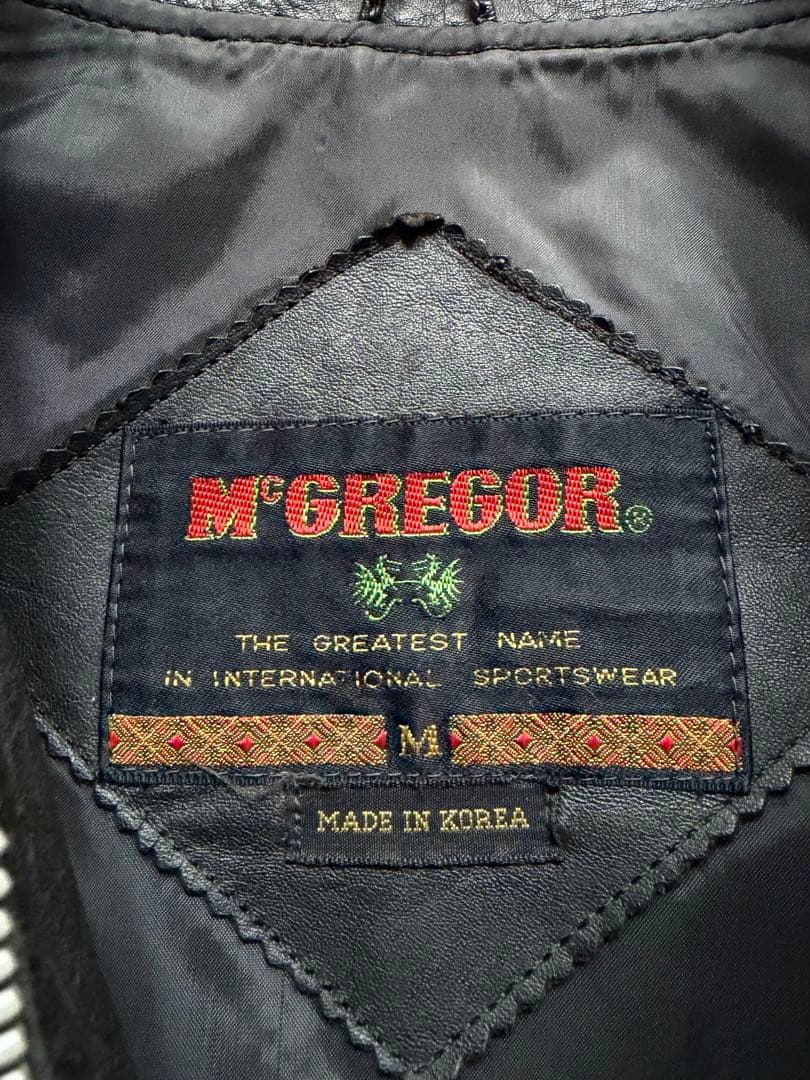 McGREGOR®
THE GREATEST NAME
IN INTERNATIONAL SPORTSWEAR
M
MADE IN KOREA